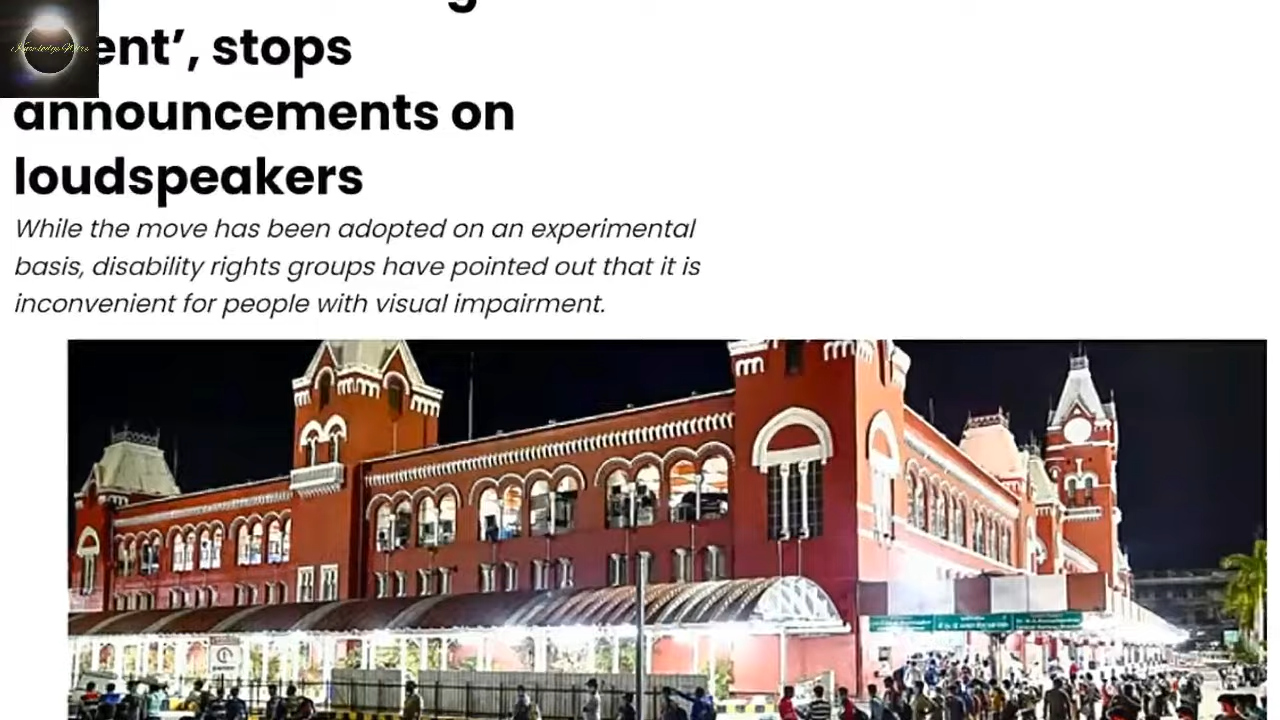 ent’, stops
announcements on
loudspeakers
While the move has been adopted on an experimental
basis, disability rights groups have pointed out that it is
inconvenient for people with visual impairment.